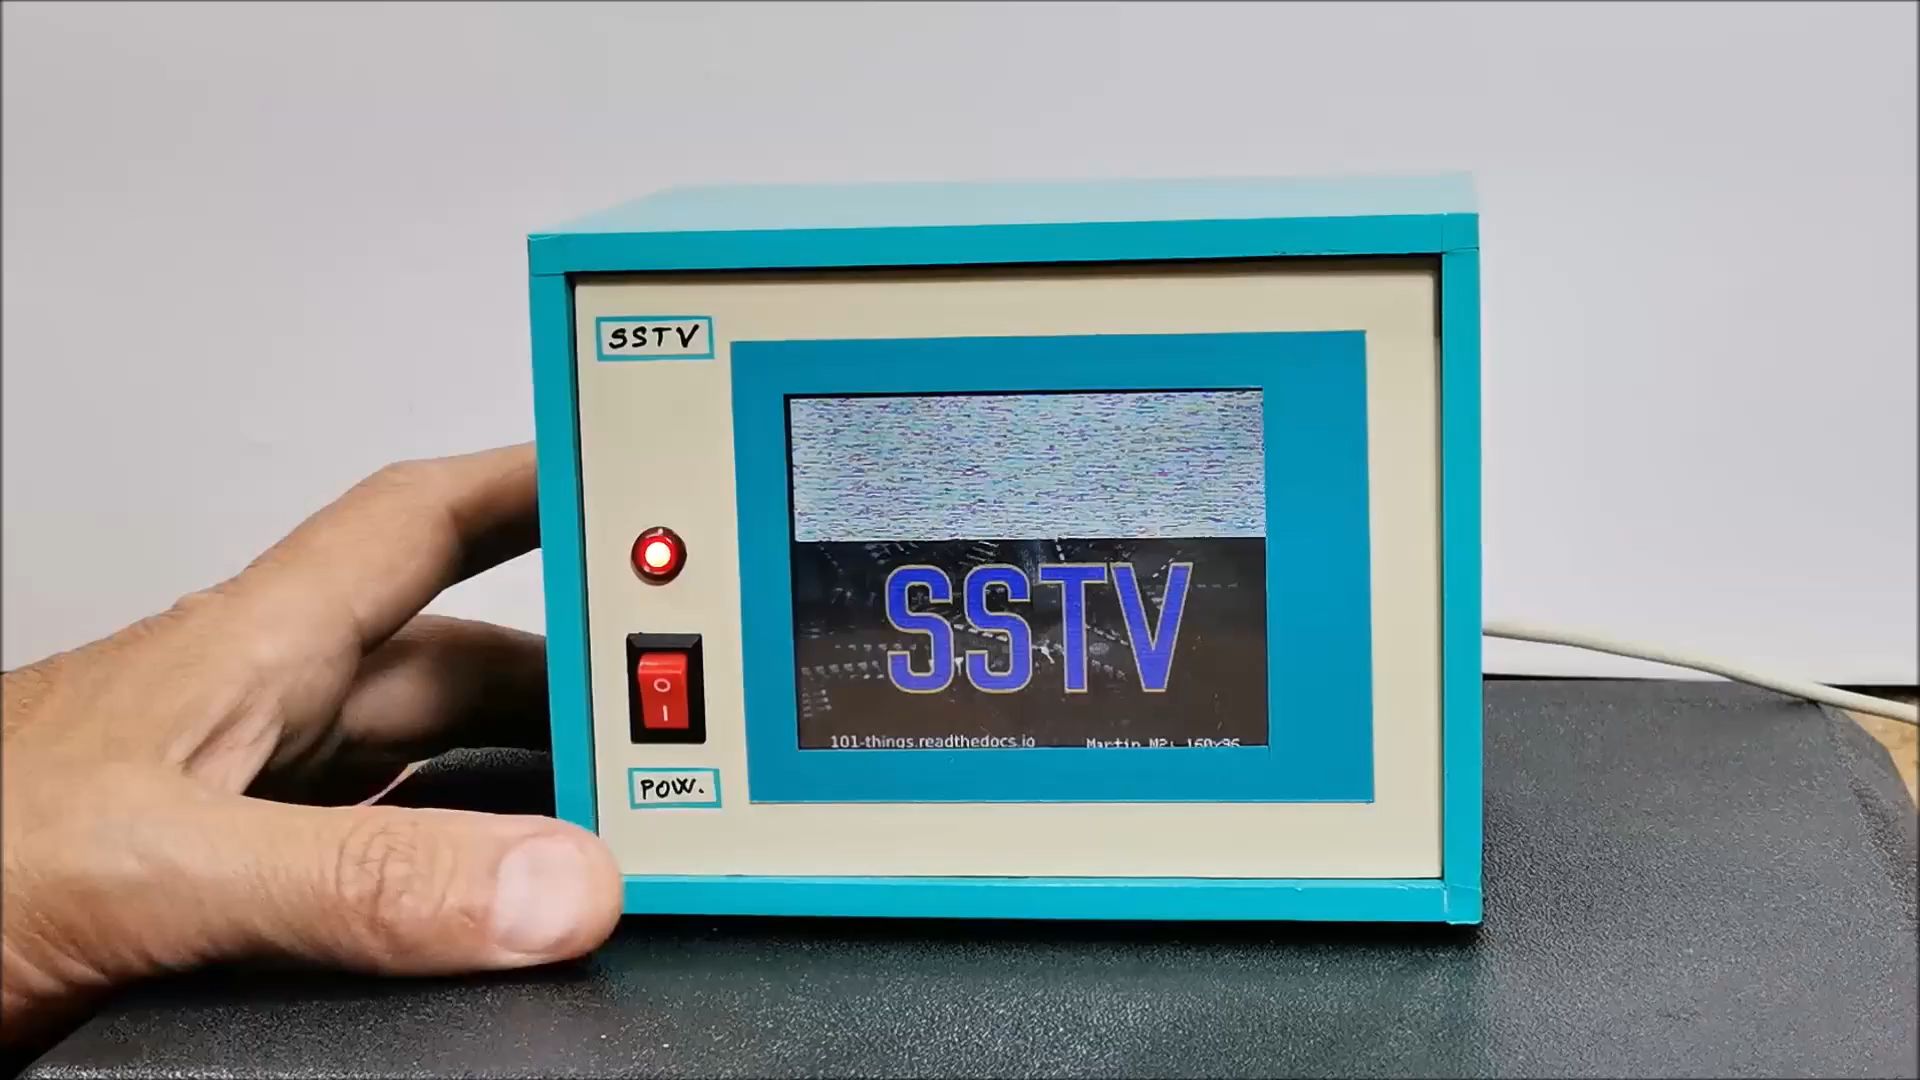 SSTV
SSTV
101-things.readthedocs.io
Martin M2: 160x96
O
I
POW.